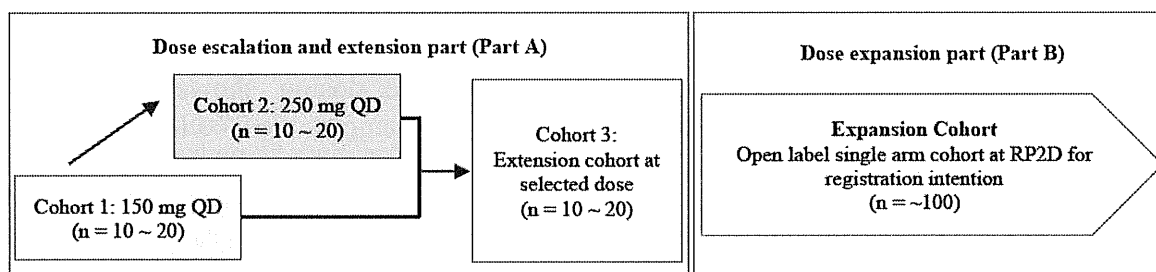 Dose escalation and extension part (Part A)
Cohort 2: 250 mg QD
(n = 10 ~ 20)
Cohort 1: 150 mg QD
(n = 10 ~ 20)
Cohort 3:
Extension cohort at
selected dose
(n = 10 ~ 20)
Dose expansion part (Part B)
Expansion Cohort
Open label single arm cohort at RP2D for
registration intention
(n = ~100)